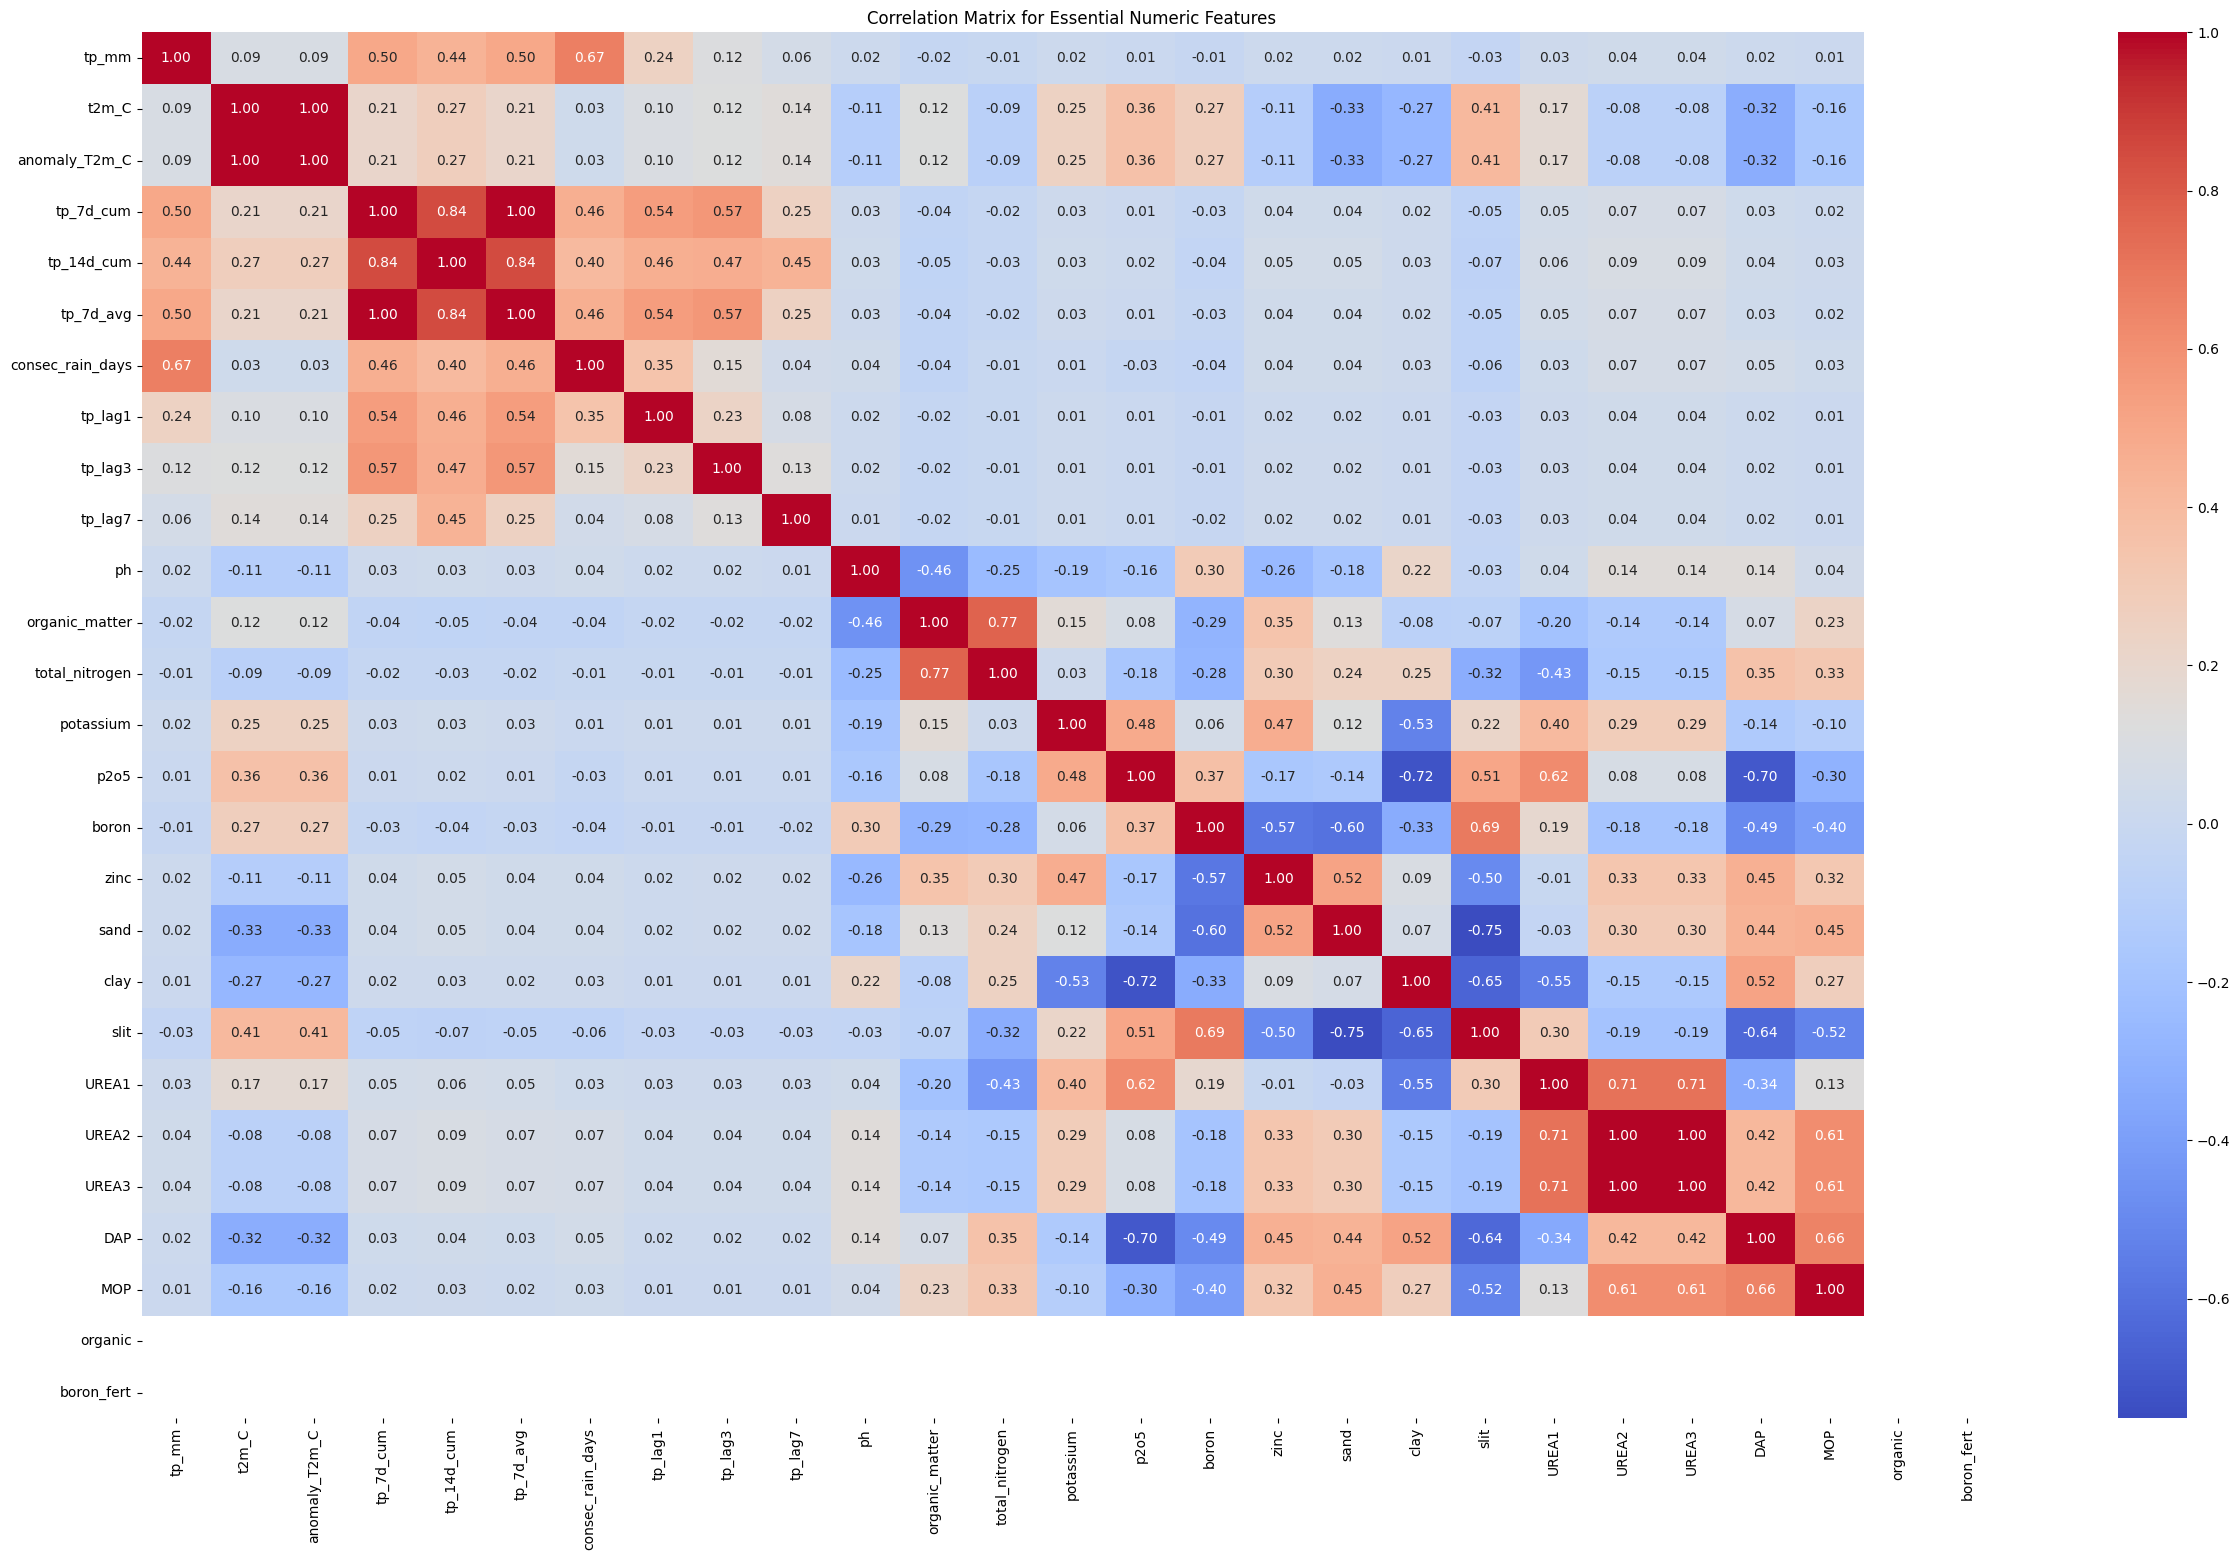 Correlation Matrix for Essential Numeric Features
tp_mm 1.00 0.09 0.09 0.50 0.44 0.50 0.67 0.24 0.12 0.06 0.02 -0.02 -0.01 0.02 0.01 -0.01 0.02 0.02 0.01 -0.03 0.03 0.04 0.04 0.02 0.01
t2m_C 0.09 1.00 1.00 0.21 0.27 0.21 0.03 0.10 0.12 0.14 -0.11 0.12 -0.09 0.25 0.36 0.27 -0.11 -0.33 -0.27 0.41 0.17 -0.08 -0.08 -0.32 -0.16
anomaly_T2m_C 0.09 1.00 1.00 0.21 0.27 0.21 0.03 0.10 0.12 0.14 -0.11 0.12 -0.09 0.25 0.36 0.27 -0.11 -0.33 -0.27 0.41 0.17 -0.08 -0.08 -0.32 -0.16
tp_7d_cum 0.50 0.21 0.21 1.00 0.84 1.00 0.46 0.54 0.57 0.25 0.03 -0.04 -0.02 0.03 0.01 -0.03 0.04 0.04 0.02 -0.05 0.05 0.07 0.07 0.03 0.02
tp_14d_cum 0.44 0.27 0.27 0.84 1.00 0.84 0.40 0.46 0.47 0.45 0.03 -0.05 -0.03 0.03 0.02 -0.04 0.05 0.05 0.03 -0.07 0.06 0.09 0.09 0.04 0.03
tp_7d_avg 0.50 0.21 0.21 1.00 0.84 1.00 0.46 0.54 0.57 0.25 0.03 -0.04 -0.02 0.03 0.01 -0.03 0.04 0.04 0.02 -0.05 0.05 0.07 0.07 0.03 0.02
consec_rain_days 0.67 0.03 0.03 0.46 0.40 0.46 1.00 0.35 0.15 0.04 0.04 -0.04 -0.01 0.01 -0.03 -0.04 0.04 0.04 0.03 -0.06 0.03 0.07 0.07 0.05 0.03
tp_lag1 0.24 0.10 0.10 0.54 0.46 0.54 0.35 1.00 0.23 0.08 0.02 -0.02 -0.01 0.01 0.01 -0.01 0.02 0.02 0.01 -0.03 0.03 0.04 0.04 0.02 0.01
tp_lag3 0.12 0.12 0.12 0.57 0.47 0.57 0.15 0.23 1.00 0.13 0.02 -0.02 -0.01 0.01 0.01 -0.01 0.02 0.02 0.01 -0.03 0.03 0.04 0.04 0.02 0.01
tp_lag7 0.06 0.14 0.14 0.25 0.45 0.25 0.04 0.08 0.13 1.00 0.01 -0.02 -0.01 0.01 0.01 -0.02 0.02 0.02 0.01 -0.03 0.03 0.04 0.04 0.02 0.01
ph 0.02 -0.11 -0.11 0.03 0.03 0.03 0.04 0.02 0.02 0.01 1.00 -0.46 -0.25 -0.19 -0.16 0.30 -0.26 -0.18 0.22 -0.03 0.04 0.14 0.14 0.14 0.04
organic_matter -0.02 0.12 0.12 -0.04 -0.05 -0.04 -0.04 -0.02 -0.02 -0.02 -0.46 1.00 0.77 0.15 0.08 -0.29 0.35 0.13 -0.08 -0.07 -0.20 -0.14 -0.14 0.07 0.23
total_nitrogen -0.01 -0.09 -0.09 -0.02 -0.03 -0.02 -0.01 -0.01 -0.01 -0.01 -0.25 0.77 1.00 0.03 -0.18 -0.28 0.30 0.24 0.25 -0.32 -0.43 -0.15 -0.15 0.35 0.33
potassium 0.02 0.25 0.25 0.03 0.03 0.03 0.01 0.01 0.01 0.01 -0.19 0.15 0.03 1.00 0.48 0.06 0.47 0.12 -0.53 0.22 0.40 0.29 0.29 -0.14 -0.10
p2o5 0.01 0.36 0.36 0.01 0.02 0.01 -0.03 0.01 0.01 0.01 -0.16 0.08 -0.18 0.48 1.00 0.37 -0.17 -0.14 -0.72 0.51 0.62 0.08 0.08 -0.70 -0.30
boron -0.01 0.27 0.27 -0.03 -0.04 -0.03 -0.04 -0.01 -0.01 -0.02 0.30 -0.29 -0.28 0.06 0.37 1.00 -0.57 -0.60 -0.33 0.69 0.19 -0.18 -0.18 -0.49 -0.40
zinc 0.02 -0.11 -0.11 0.04 0.05 0.04 0.04 0.02 0.02 0.02 -0.26 0.35 0.30 0.47 -0.17 -0.57 1.00 0.52 0.09 -0.50 -0.01 0.33 0.33 0.45 0.32
sand 0.02 -0.33 -0.33 0.04 0.05 0.04 0.04 0.02 0.02 0.02 -0.18 0.13 0.24 0.12 -0.14 -0.60 0.52 1.00 0.07 -0.75 -0.03 0.30 0.30 0.44 0.45
clay 0.01 -0.27 -0.27 0.02 0.03 0.02 0.03 0.01 0.01 0.01 0.22 -0.08 0.25 -0.53 -0.72 -0.33 0.09 0.07 1.00 -0.65 -0.55 -0.15 -0.15 0.52 0.27
slit -0.03 0.41 0.41 -0.05 -0.07 -0.05 -0.06 -0.03 -0.03 -0.03 -0.03 -0.07 -0.32 0.22 0.51 0.69 -0.50 -0.75 -0.65 1.00 0.30 -0.19 -0.19 -0.64 -0.52
UREA1 0.03 0.17 0.17 0.05 0.06 0.05 0.03 0.03 0.03 0.03 0.04 -0.20 -0.43 0.40 0.62 0.19 -0.01 -0.03 -0.55 0.30 1.00 0.71 0.71 -0.34 0.13
UREA2 0.04 -0.08 -0.08 0.07 0.09 0.07 0.07 0.04 0.04 0.04 0.14 -0.14 -0.15 0.29 0.08 -0.18 0.33 0.30 -0.15 -0.19 0.71 1.00 1.00 0.42 0.61
UREA3 0.04 -0.08 -0.08 0.07 0.09 0.07 0.07 0.04 0.04 0.04 0.14 -0.14 -0.15 0.29 0.08 -0.18 0.33 0.30 -0.15 -0.19 0.71 1.00 1.00 0.42 0.61
DAP 0.02 -0.32 -0.32 0.03 0.04 0.03 0.05 0.02 0.02 0.02 0.14 0.07 0.35 -0.14 -0.70 -0.49 0.45 0.44 0.52 -0.64 -0.34 0.42 0.42 1.00 0.66
MOP 0.01 -0.16 -0.16 0.02 0.03 0.02 0.03 0.01 0.01 0.01 0.04 0.23 0.33 -0.10 -0.30 -0.40 0.32 0.45 0.27 -0.52 0.13 0.61 0.61 0.66 1.00
organic
boron_fert
tp_mm t2m_C anomaly_T2m_C tp_7d_cum tp_14d_cum tp_7d_avg consec_rain_days tp_lag1 tp_lag3 tp_lag7 ph organic_matter total_nitrogen potassium p2o5 boron zinc sand clay slit UREA1 UREA2 UREA3 DAP MOP organic boron_fert
1.0
0.8
0.6
0.4
0.2
0.0
−0.2
−0.4
−0.6